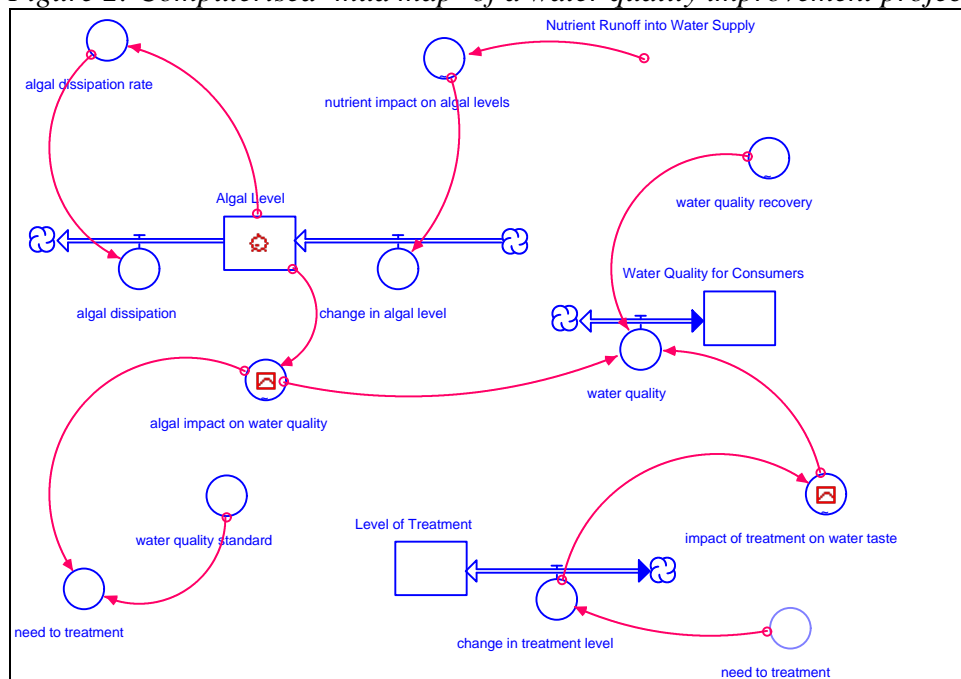 Figure 2: Computerised "mud map" of a water quality improvement projec
Nutrient Runoff into Water Supply
algal dissipation rate
nutrient impact on algal levels
Algal Level
water quality recovery
Water Quality for Consumers
algal dissipation
change in algal level
water quality
algal impact on water quality
Level of Treatment
water quality standard
impact of treatment on water taste
need to treatment
change in treatment level
need to treatment